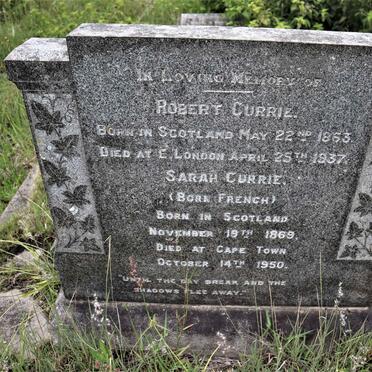 In Loving Memory of
Robert Currie.
Born in Scotland May 22nd 1863
Died at E. London April 25th 1937.
Sarah Currie.
(Born French)
Born in Scotland
November 19th 1869.
Died at Cape Town
October 14th 1950.
"Until the day break and the
shadows flee away."